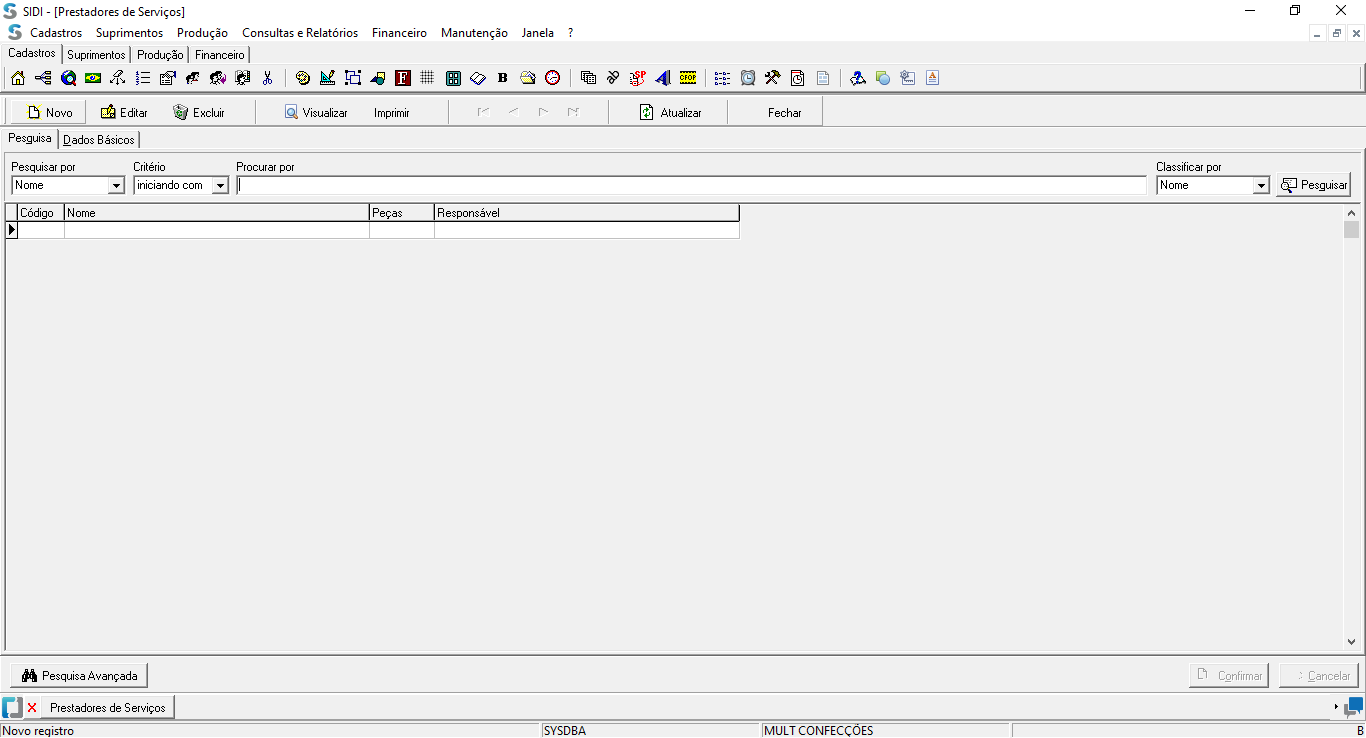 SIDI - [Prestadores de Serviços]
Cadastros Suprimentos Produção Consultas e Relatórios Financeiro Manutenção Janela ?
Cadastros Suprimentos Produção Financeiro
F B SP CFOP A
Novo Editar Excluir Visualizar Imprimir Atualizar Fechar
Pesquisa Dados Básicos
Pesquisar por Critério Procurar por Classificar por
Nome iniciando com Nome Pesquisar
Código Nome Peças Responsável
Pesquisa Avançada Confirmar Cancelar
Prestadores de Serviços
Novo registro SYSDBA MULT CONFECÇÕES B